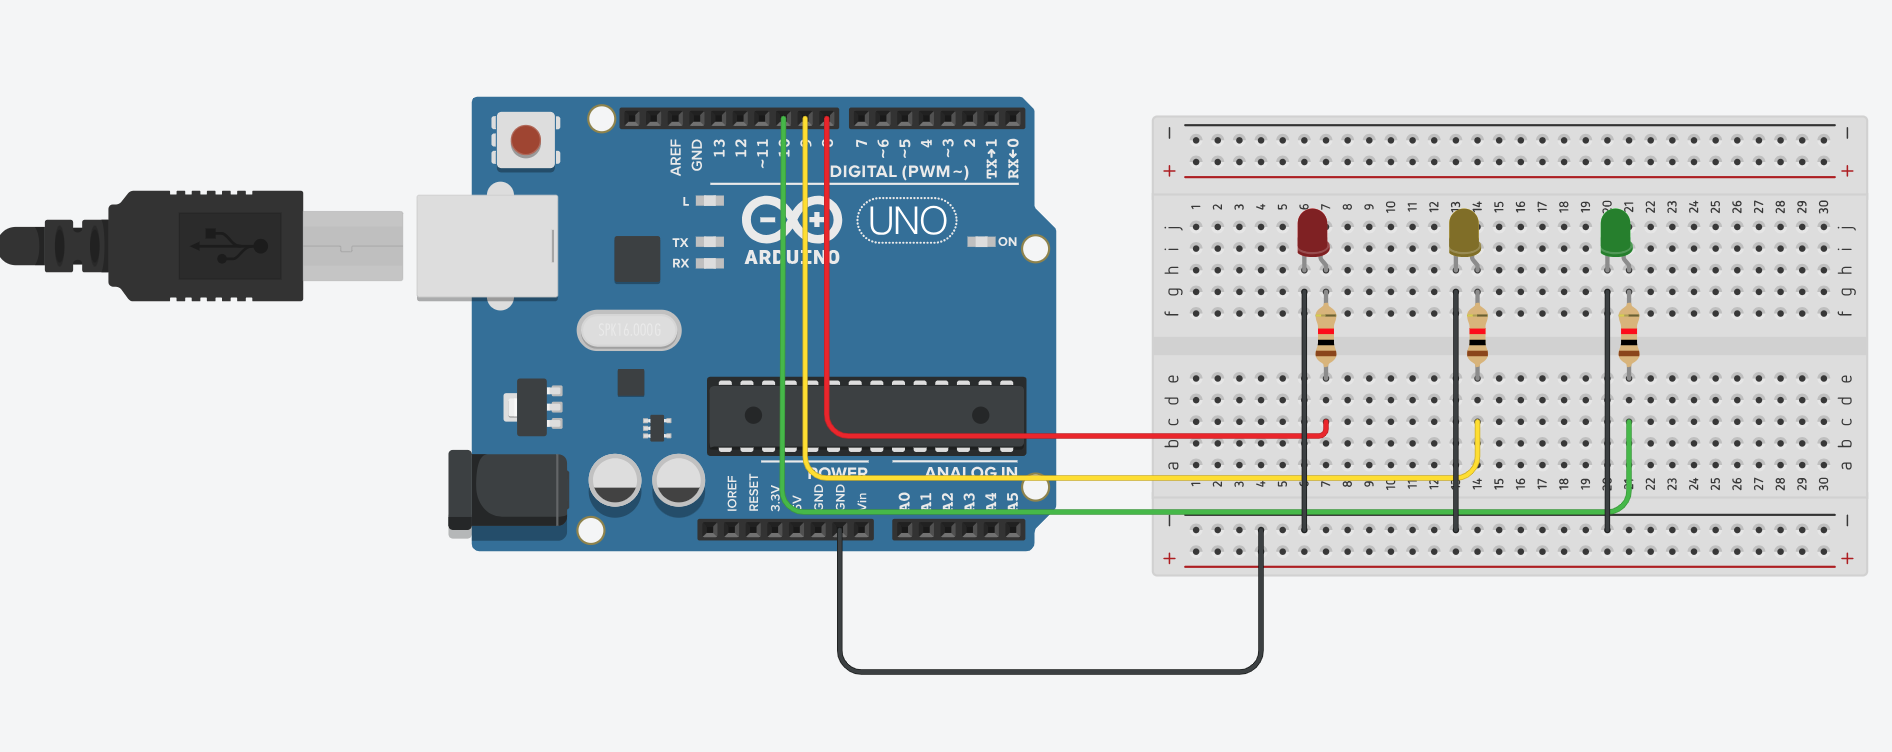 AREF
GND
13
12
~11
10
9
8
7
~6
~5
4
~3
2
TX→1
RX←0
DIGITAL (PWM~)
L
TX
RX
ARDUINO
UNO
ON
SPK16.000G
POWER
ANALOG IN
IOREF
RESET
3.3V
5V
GND
GND
Vin
A0
A1
A2
A3
A4
A5
− −
+ +
1 2 3 4 5 6 7 8 9 10 11 12 13 14 15 16 17 18 19 20 21 22 23 24 25 26 27 28 29 30
j j
i i
h h
g g
f f
e e
d d
c c
b b
a a
1 2 3 4 5 6 7 8 9 10 11 12 13 14 15 16 17 18 19 20 21 22 23 24 25 26 27 28 29 30
− −
+ +